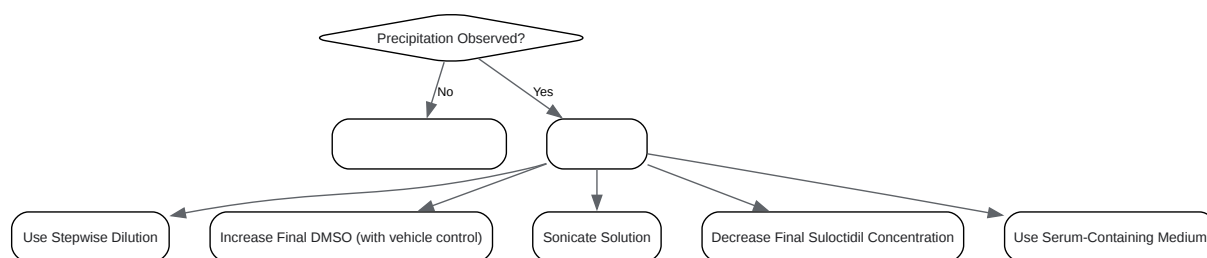 Precipitation Observed?
No
Yes
Use Stepwise Dilution
Increase Final DMSO (with vehicle control)
Sonicate Solution
Decrease Final Suloctidil Concentration
Use Serum-Containing Medium